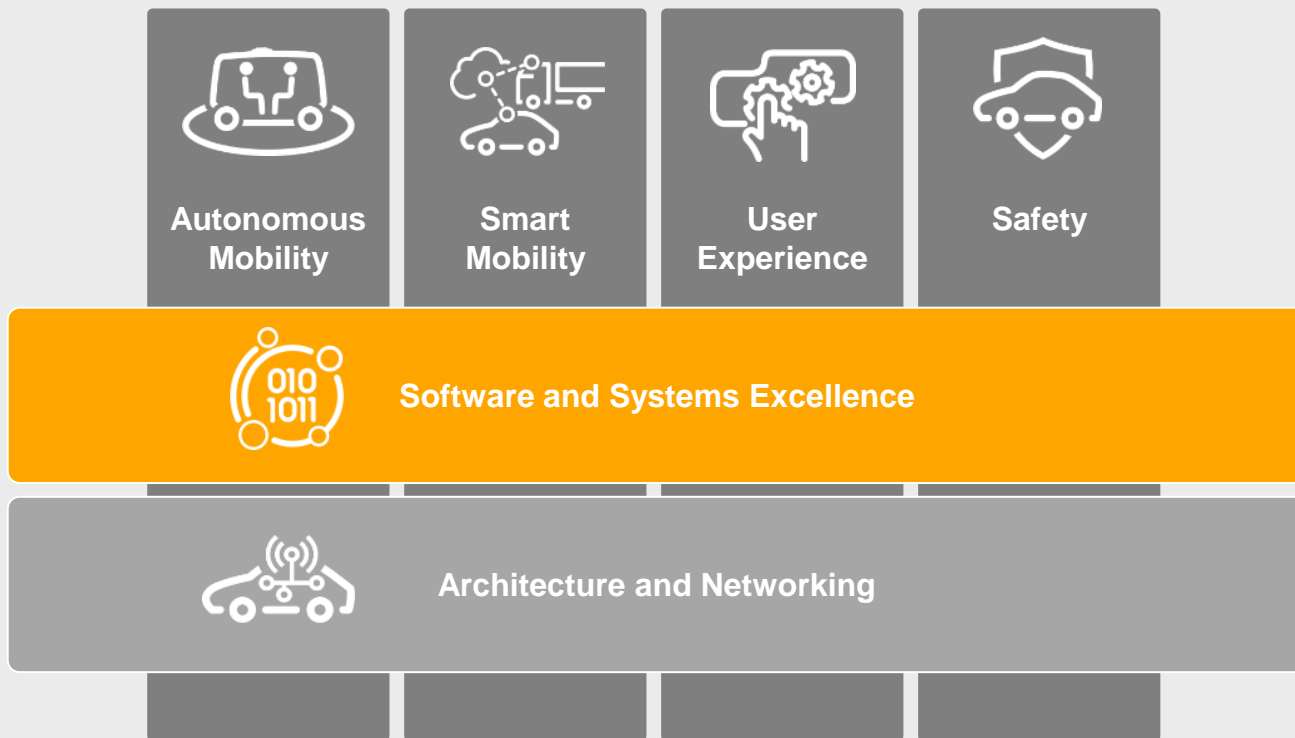 Autonomous
Mobility
Smart
Mobility
User
Experience
Safety
010
1011
Software and Systems Excellence
Architecture and Networking